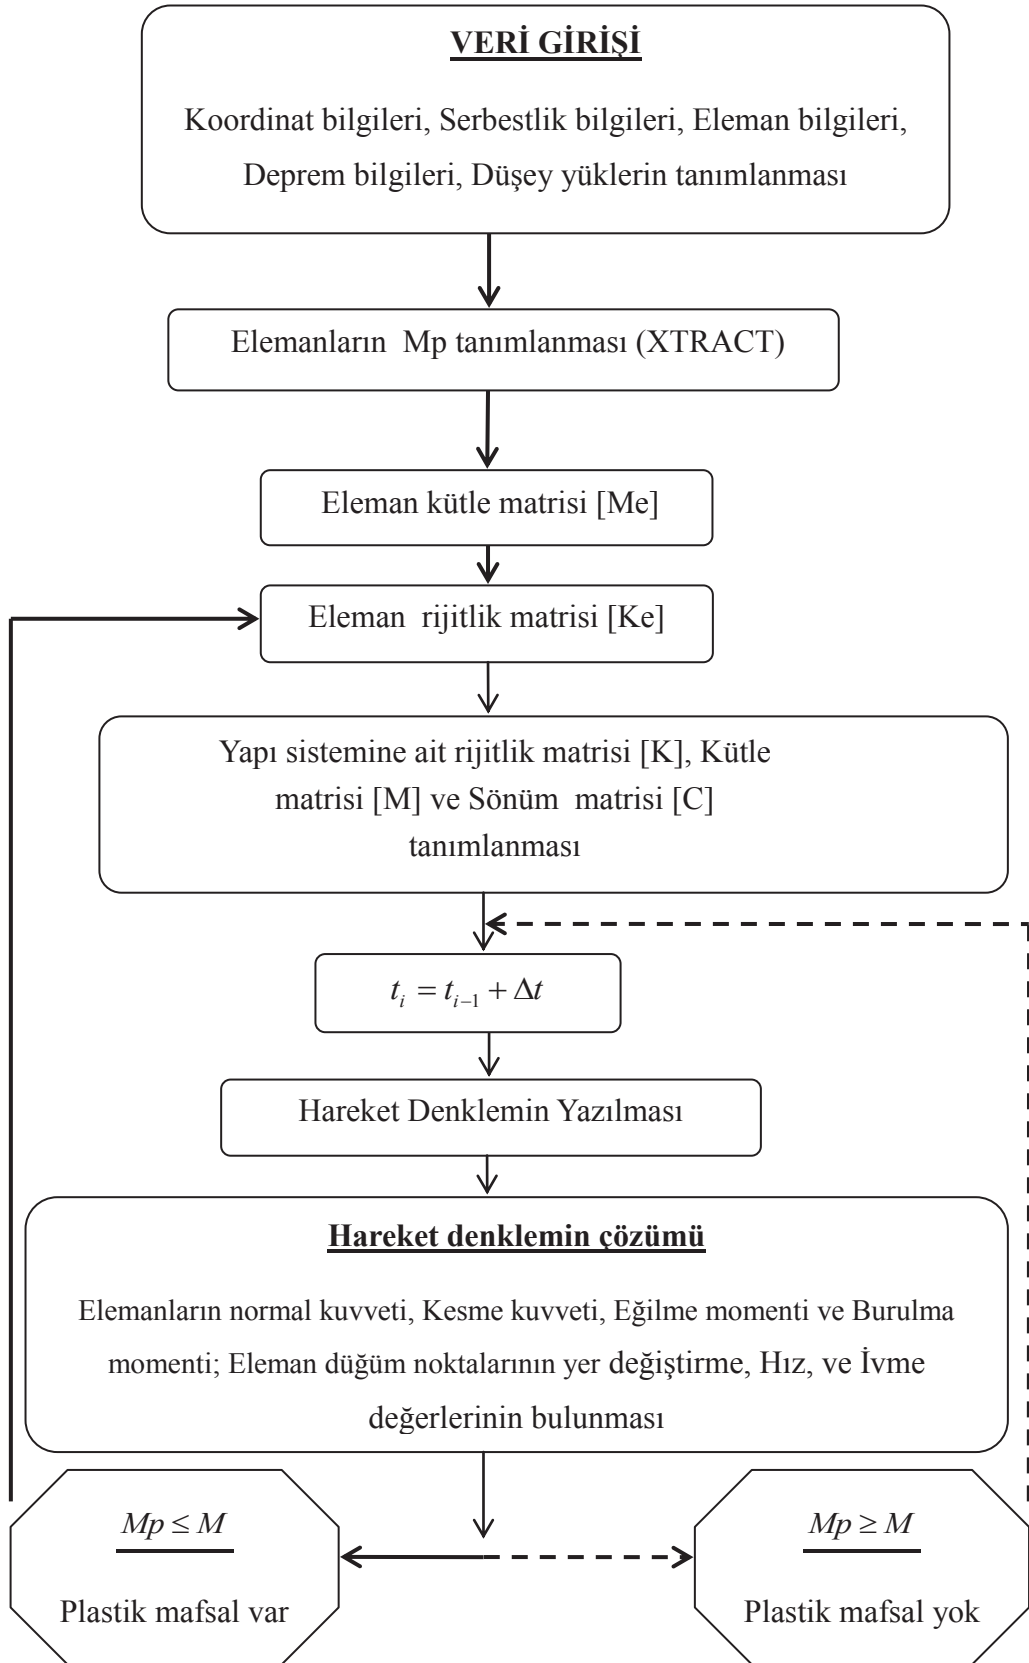 VERİ GİRİŞİ
Koordinat bilgileri, Serbestlik bilgileri, Eleman bilgileri,
Deprem bilgileri, Düşey yüklerin tanımlanması
Elemanların Mp tanımlanması (XTRACT)
Eleman kütle matrisi [Me]
Eleman rijitlik matrisi [Ke]
Yapı sistemine ait rijitlik matrisi [K], Kütle
matrisi [M] ve Sönüm matrisi [C]
tanımlanması
t_i = t_{i-1} + Δt
Hareket Denklemin Yazılması
Hareket denklemin çözümü
Elemanların normal kuvveti, Kesme kuvveti, Eğilme momenti ve Burulma
momenti; Eleman düğüm noktalarının yer değiştirme, Hız, ve İvme
değerlerinin bulunması
Mp ≤ M
Plastik mafsal var
Mp ≥ M
Plastik mafsal yok